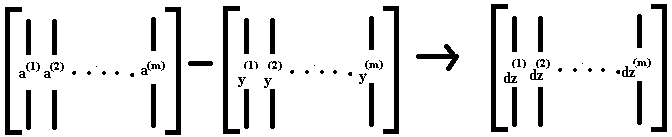 a(1) a(2) ...... a(m) − y(1) y(2) ...... y(m) → dz(1) dz(2) ...... dz(m)